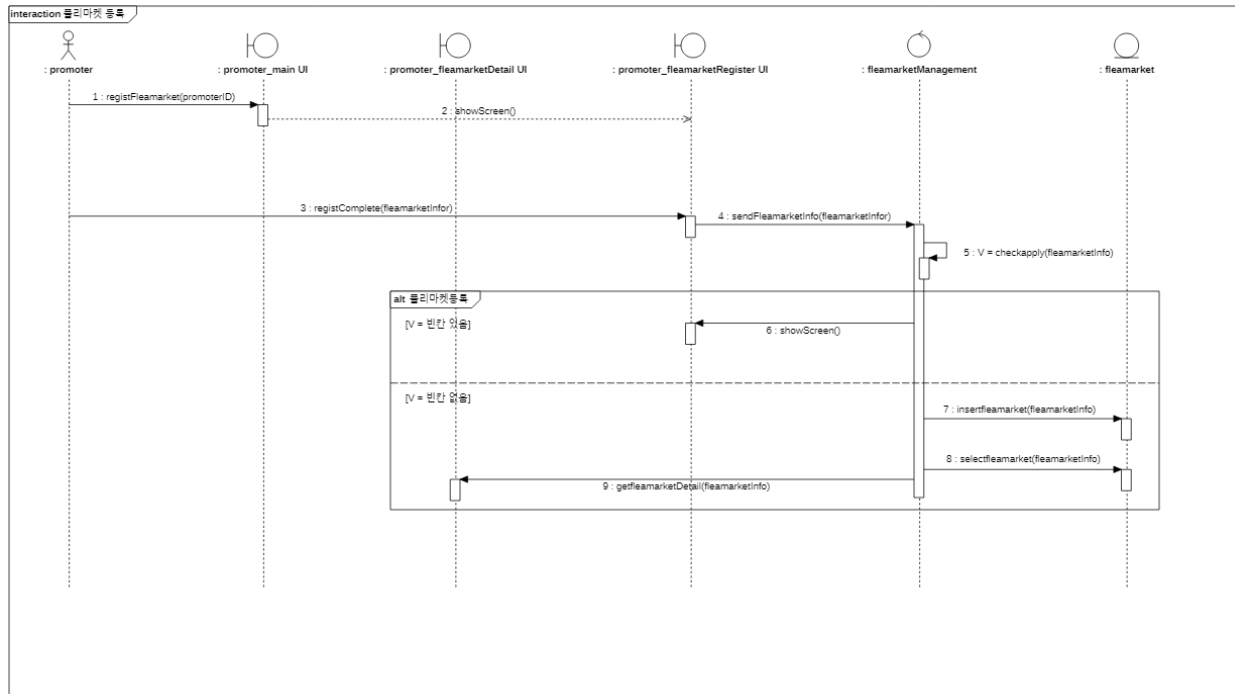 interaction 플리마켓 등록
: promoter
: promoter_main UI
: promoter_fleamarketDetail UI
: promoter_fleamarketRegister UI
: fleamarketManagement
: fleamarket
1 : registFleamarket(promoterID)
2 : showScreen()
3 : registComplete(fleamarketInfor)
4 : sendFleamarketInfo(fleamarketInfor)
5 : V = checkapply(fleamarketInfo)
alt 플리마켓등록
[V = 빈칸 있음]
6 : showScreen()
[V = 빈칸 없음]
7 : insertfleamarket(fleamarketInfo)
8 : selectfleamarket(fleamarketInfo)
9 : getfleamarketDetail(fleamarketInfo)